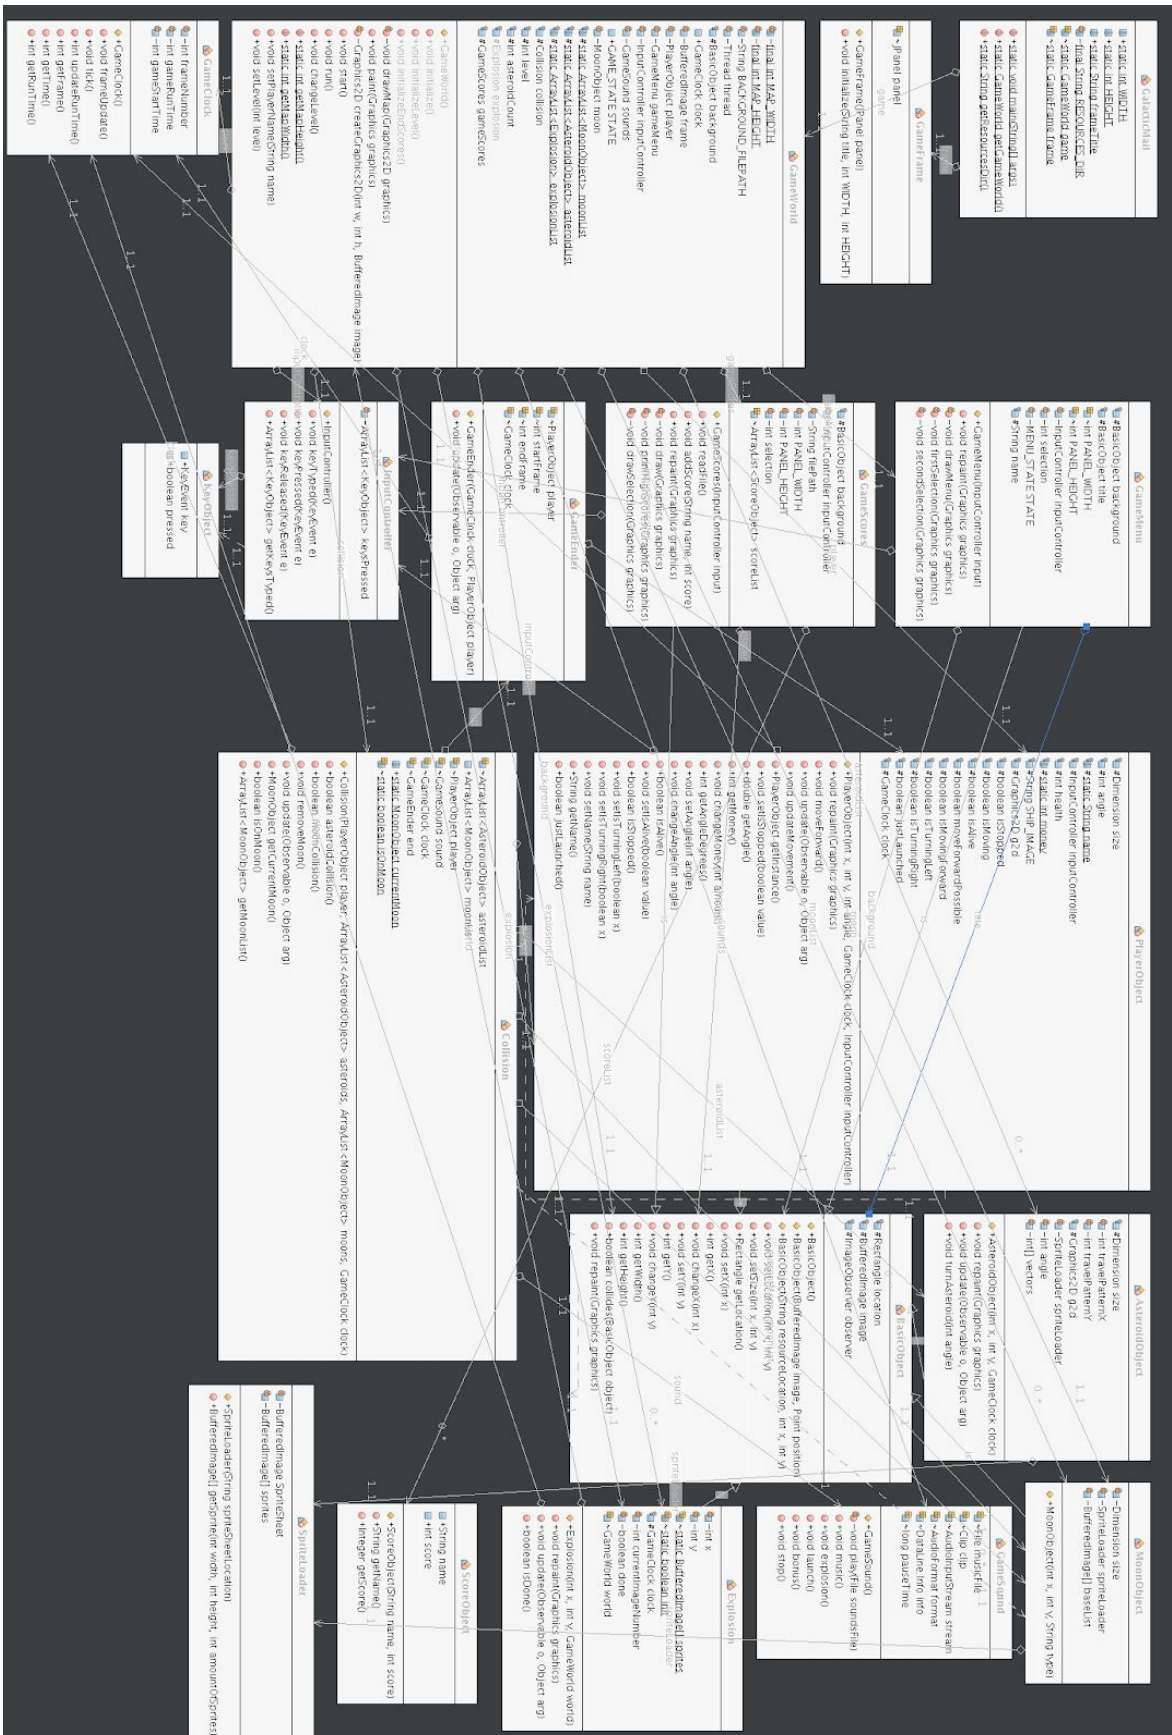 GalacticMail
+static int WIDTH
+static int HEIGHT
+static String frameTitle
~final String RESOURCES_DIR
~static GameWorld game
~static GameFrame frame
+static void main(String[] args)
+static GameWorld getGameWorld()
+static String getResourcesDir()
GameFrame
~JPanel panel
+GameFrame(Panel panel)
+void initialize(String title, int WIDTH, int HEIGHT)
game
GameWorld
~final int MAP_WIDTH
~final int MAP_HEIGHT
~String BACKGROUND_FILEPATH
~Thread thread
#BasicObject background
+GameClock clock
~BufferedImage frame
~PlayerObject player
~GameMenu gameMenu
~InputController inputController
~GameSound sounds
+GAME_STATE STATE
~MoonObject moon
#static ArrayList<MoonObject> moonList
#static ArrayList<AsteroidObject> asteroidList
#static ArrayList<Explosion> explosionList
#Collision collision
#int level
#int asteroidCount
#Explosion explosion
#GameScores gameScores
+GameWorld()
+void initialize()
+void initializeLevel()
+void initializeEndScores()
~void drawMap(Graphics2D graphics)
+void paint(Graphics graphics)
~Graphics2D createGraphics2D(int w, int h, BufferedImage image)
+void start()
+void run()
+void changeLevel()
+static int getMapHeight()
+static int getMapWidth()
+void setPlayerName(String name)
+void setLevel(int level)
GameClock
~int frameNumber
~int gameRunTime
~int gameStartTime
+GameClock()
+void frameUpdate()
+void tick()
+int updateRunTime()
+int getFrame()
+int getTime()
+int getRunTime()
GameMenu
#BasicObject background
#BasicObject title
~int PANEL_WIDTH
~int PANEL_HEIGHT
~InputController inputController
~int selection
~MENU_STATE STATE
#String name
+GameMenu(InputController input)
+void repaint(Graphics graphics)
~void drawMenu(Graphics graphics)
~void firstSelection(Graphics graphics)
~void secondSelection(Graphics graphics)
GameScores
#BasicObject background
#InputController inputController
~String filePath
~int PANEL_WIDTH
~int PANEL_HEIGHT
~int selection
~ArrayList<ScoreObject> scoreList
+GameScores(InputController input)
+void readFile()
+void addScore(String name, int score)
+void repaint(Graphics graphics)
~void draw(Graphics graphics)
~void printHighScores(Graphics graphics)
~void drawSelection(Graphics graphics)
GameEnder
~PlayerObject player
~int startFrame
~int endFrame
~GameClock clock
+GameEnder(GameClock clock, PlayerObject player)
+void update(Observable o, Object arg)
InputController
~ArrayList<KeyObject> keysPressed
+InputController()
+void keyTyped(KeyEvent e)
+void keyPressed(KeyEvent e)
+void keyReleased(KeyEvent e)
+ArrayList<KeyObject> getKeysTyped()
KeyObject
+KeyEvent key
+boolean pressed
PlayerObject
#Dimension size
#int angle
#static String name
#InputController inputController
#int health
#static int money
#String SHIP_IMAGE
#Graphics2D g2d
#boolean isStopped
#boolean isMoving
#boolean isAlive
#boolean isMovingForward
#boolean moveForwardPossible
#boolean isTurningLeft
#boolean isTurningRight
#boolean justLaunched
#GameClock clock
+PlayerObject(int x, int y, int angle, GameClock clock, InputController inputController)
+void repaint(Graphics graphics)
+void moveForward()
+void update(Observable o, Object arg)
+void updateMovement()
+PlayerObject getInstance()
+void setIsStopped(boolean value)
+double getAngle()
+int getMoney()
+void changeMoney(int amount)
+int getAngleDegrees()
+void setAngle(int angle)
+void changeAngle(int angle)
+boolean isAlive()
+void setIsAlive(boolean value)
+boolean isStopped()
+void setIsTurningLeft(boolean x)
+void setIsTurningRight(boolean x)
+void setName(String name)
+String getName()
+boolean justLaunched()
Collision
~ArrayList<AsteroidObject> asteroidList
+ArrayList<MoonObject> moonList
~PlayerObject player
~GameSound sound
~GameClock clock
~GameEnder end
+static MoonObject currentMoon
~static boolean isOnMoon
+Collision(PlayerObject player, ArrayList<AsteroidObject> asteroids, ArrayList<MoonObject> moons, GameClock clock)
+boolean asteroidCollision()
+boolean moonCollision()
+void removeMoon()
+void update(Observable o, Object arg)
+MoonObject getCurrentMoon()
+boolean isOnMoon()
+ArrayList<MoonObject> getMoonList()
AsteroidObject
#Dimension size
~int travelPatternX
~int travelPatternY
#Graphics2D g2d
~SpriteLoader spriteLoader
~int angle
~int[] vectors
+AsteroidObject(int x, int y, GameClock clock)
+void repaint(Graphics graphics)
+void update(Observable o, Object arg)
+void turnAsteroid(int angle)
BasicObject
#Rectangle location
#BufferedImage image
#ImageObserver observer
+BasicObject()
+BasicObject(BufferedImage image, Point position)
+BasicObject(String resourceLocation, int x, int y)
+void setLocation(int x, int y)
+void setSize(int x, int y)
+Rectangle getLocation()
+void setX(int x)
+int getX()
+void changeX(int x)
+void setY(int y)
+int getY()
+void changeY(int y)
+int getWidth()
+int getHeight()
+boolean collides(BasicObject object)
+void repaint(Graphics graphics)
MoonObject
~Dimension size
~SpriteLoader spriteLoader
~BufferedImage[] baseList
+MoonObject(int x, int y, String type)
GameSound
~File musicFile
~Clip clip
~AudioInputStream stream
~AudioFormat format
~DataLine.Info info
~long pauseTime
+GameSound()
~void playFile soundsFile)
+void music()
+void explosion()
+void launch()
+void bonus()
+void stop()
Explosion
~int x
~int y
~static BufferedImage[] sprites
~static boolean init
#GameClock clock
~int currentImageNumber
~boolean done
~GameWorld world
+Explosion(int x, int y, GameWorld world)
+void repaint(Graphics graphics)
+void update(Observable o, Object arg)
+boolean isDone()
ScoreObject
+String name
+int score
+ScoreObject(String name, int score)
+String getName()
+Integer getScore()
SpriteLoader
~BufferedImage SpriteSheet
~BufferedImage[] sprites
+SpriteLoader(String spriteSheetLocation)
+BufferedImage[] getSprite(int width, int height, int amountOfSprites)